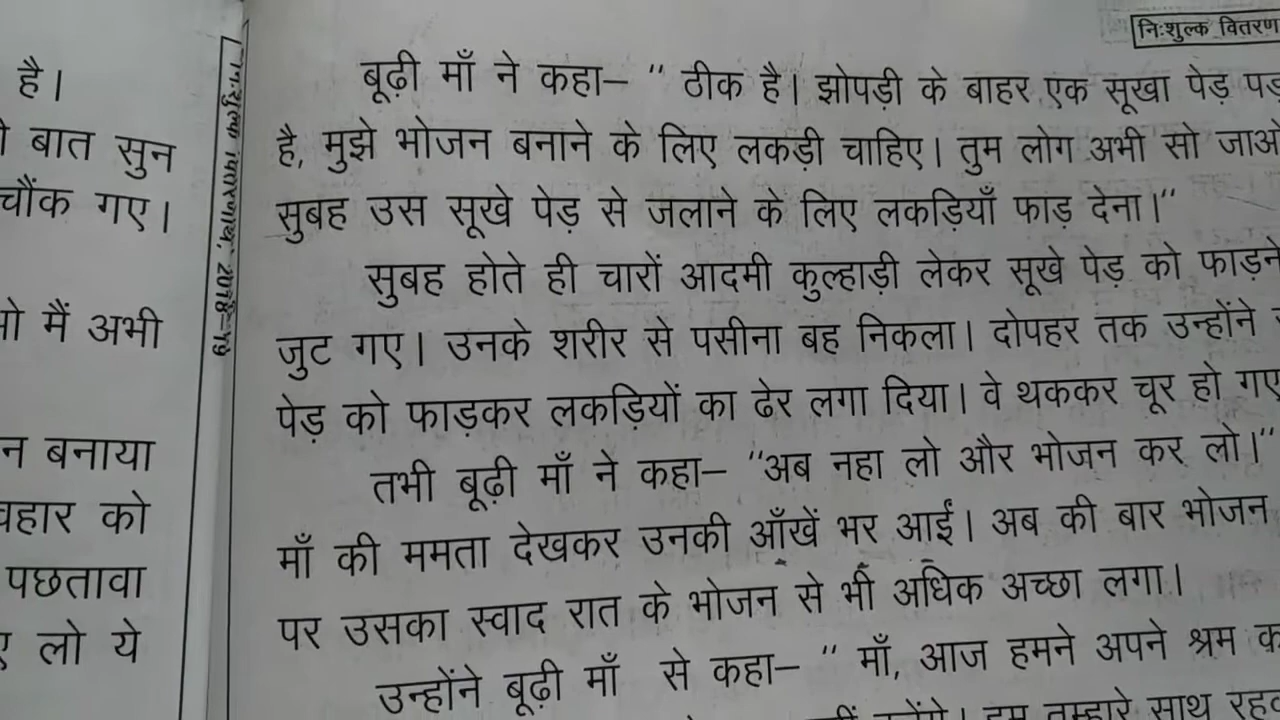 है।
बात सुन
चौंक गए।
मैं अभी
बनाया
को
पछतावा
लो ये
निःशुल्क वितरण
बूढ़ी माँ ने कहा– " ठीक है। झोपड़ी के बाहर एक सूखा पेड़
है, मुझे भोजन बनाने के लिए लकड़ी चाहिए। तुम लोग अभी सो जाओ
सुबह उस सूखे पेड़ से जलाने के लिए लकड़ियाँ फाड़ देना।"
सुबह होते ही चारों आदमी कुल्हाड़ी लेकर सूखे पेड़ को फाड़ने
जुट गए। उनके शरीर से पसीना बह निकला। दोपहर तक उन्होंने
पेड़ को फाड़कर लकड़ियों का ढेर लगा दिया। वे थककर चूर हो गए
तभी बूढ़ी माँ ने कहा– "अब नहा लो और भोजन कर लो।"
माँ की ममता देखकर उनकी आँखें भर आईं। अब की बार भोजन
पर उसका स्वाद रात के भोजन से भी अधिक अच्छा लगा।
उन्होंने बूढ़ी माँ से कहा– " माँ, आज हमने अपने श्रम
हम तुम्हारे साथ